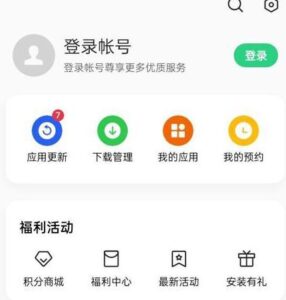 登录帐号
登录帐号尊享更多优质服务
登录
7
应用更新 下载管理 我的应用 我的预约
福利活动
积分商城 福利中心 最新活动 安装有礼